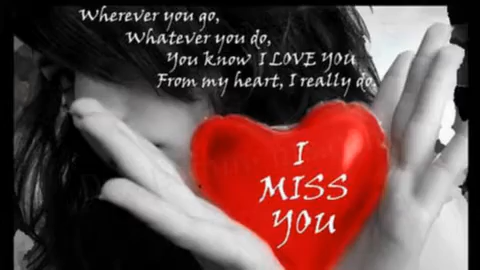 Wherever you go,
Whatever you do,
You know I LOVE YOU
From my heart, I really do.
I
MISS
YOU